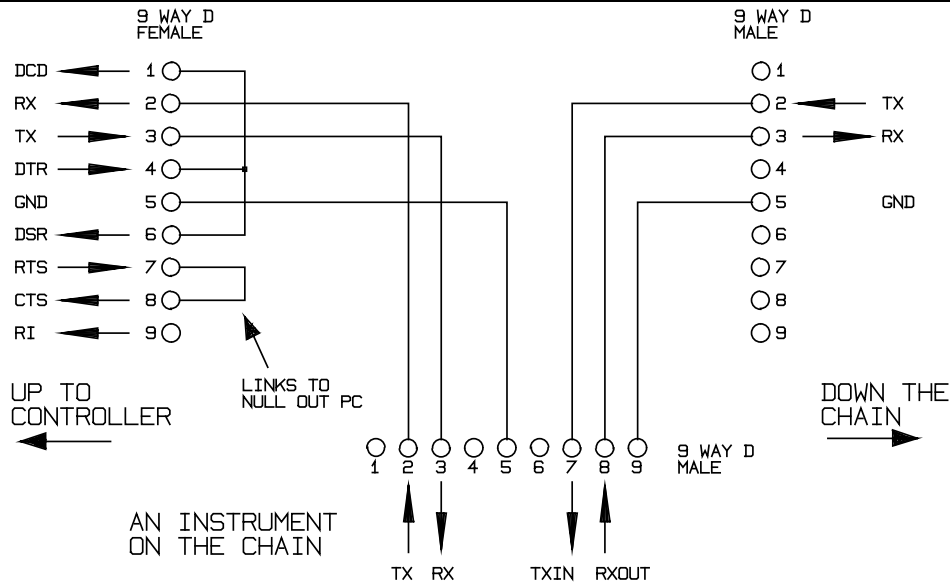 9 WAY D
FEMALE
9 WAY D
MALE
DCD 1
RX 2
TX 3
DTR 4
GND 5
DSR 6
RTS 7
CTS 8
RI 9
1
2 TX
3 RX
4
5 GND
6
7
8
9
LINKS TO
NULL OUT PC
UP TO
CONTROLLER
DOWN THE
CHAIN
1 2 3 4 5 6 7 8 9
9 WAY D
MALE
AN INSTRUMENT
ON THE CHAIN
TX RX TXIN RXOUT